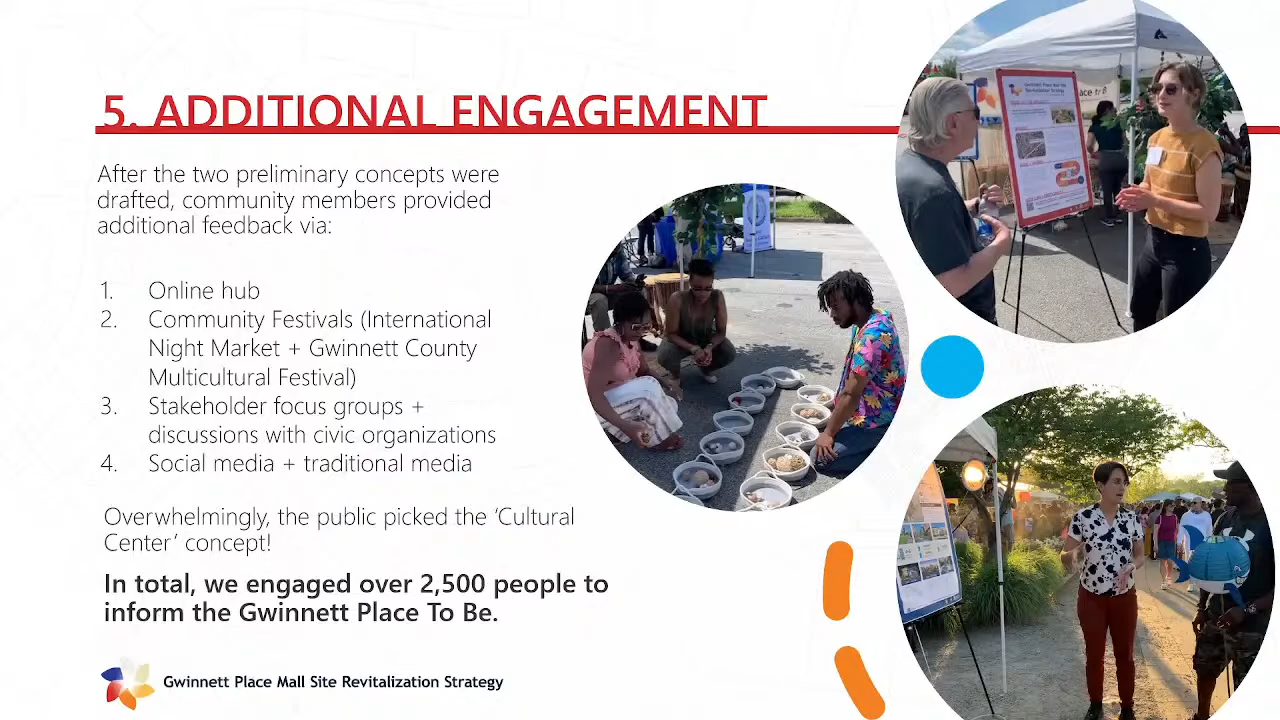 5. ADDITIONAL ENGAGEMENT
After the two preliminary concepts were
drafted, community members provided
additional feedback via:
1. Online hub
2. Community Festivals (International
Night Market + Gwinnett County
Multicultural Festival)
3. Stakeholder focus groups +
discussions with civic organizations
4. Social media + traditional media
Overwhelmingly, the public picked the ‘Cultural
Center’ concept!
In total, we engaged over 2,500 people to
inform the Gwinnett Place To Be.
Gwinnett Place Mall Site Revitalization Strategy